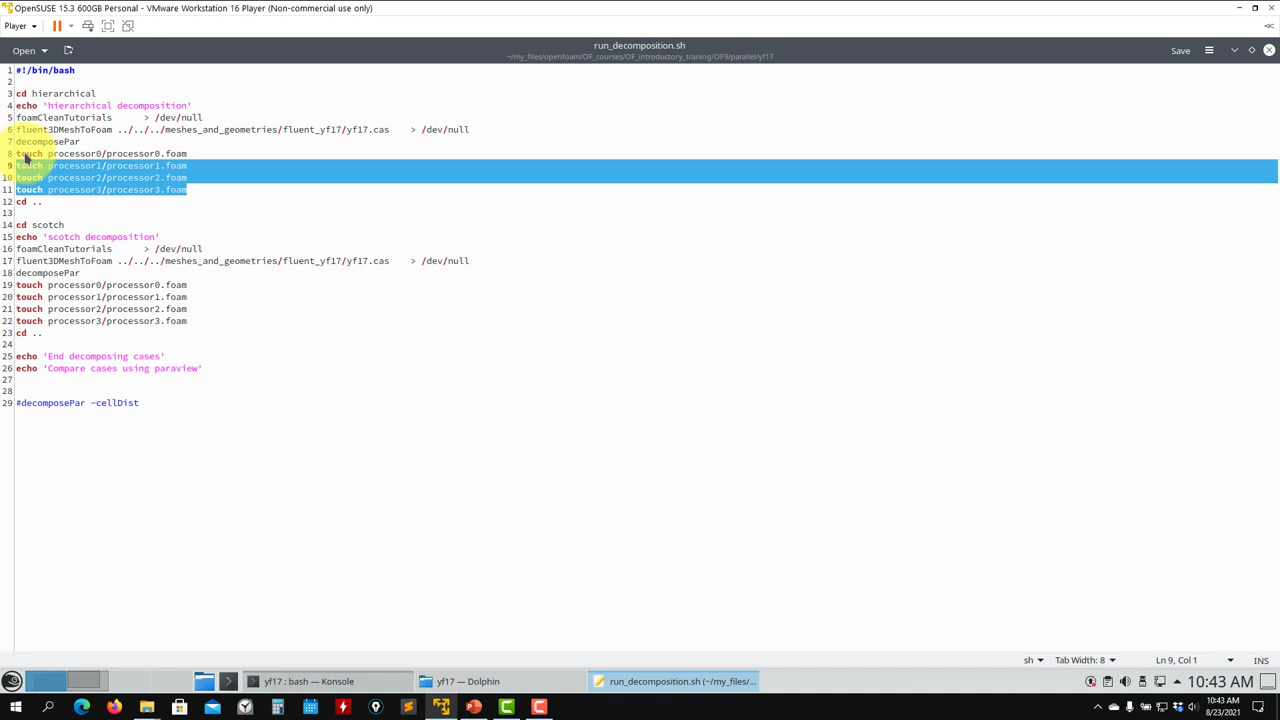 OpenSUSE 15.3 600GB Personal - VMware Workstation 16 Player (Non-commercial use only)
Player
Open
run_decomposition.sh
~/my_files/openfoam/OF_courses/OF_introductory_traning/OF9/parallel/yf17
Save
1 #!/bin/bash
2
3 cd hierarchical
4 echo 'hierarchical decomposition'
5 foamCleanTutorials > /dev/null
6 fluent3DMeshToFoam ../../../meshes_and_geometries/fluent_yf17/yf17.cas > /dev/null
7 decomposePar
8 touch processor0/processor0.foam
9 touch processor1/processor1.foam
10 touch processor2/processor2.foam
11 touch processor3/processor3.foam
12 cd ..
13
14 cd scotch
15 echo 'scotch decomposition'
16 foamCleanTutorials > /dev/null
17 fluent3DMeshToFoam ../../../meshes_and_geometries/fluent_yf17/yf17.cas > /dev/null
18 decomposePar
19 touch processor0/processor0.foam
20 touch processor1/processor1.foam
21 touch processor2/processor2.foam
22 touch processor3/processor3.foam
23 cd ..
24
25 echo 'End decomposing cases'
26 echo 'Compare cases using paraview'
27
28
29 #decomposePar -cellDist
sh
Tab Width: 8
Ln 9, Col 1
INS
yf17 : bash — Konsole
yf17 — Dolphin
run_decomposition.sh (~/my_files/...
10:43 AM
10:43 AM
8/23/2021